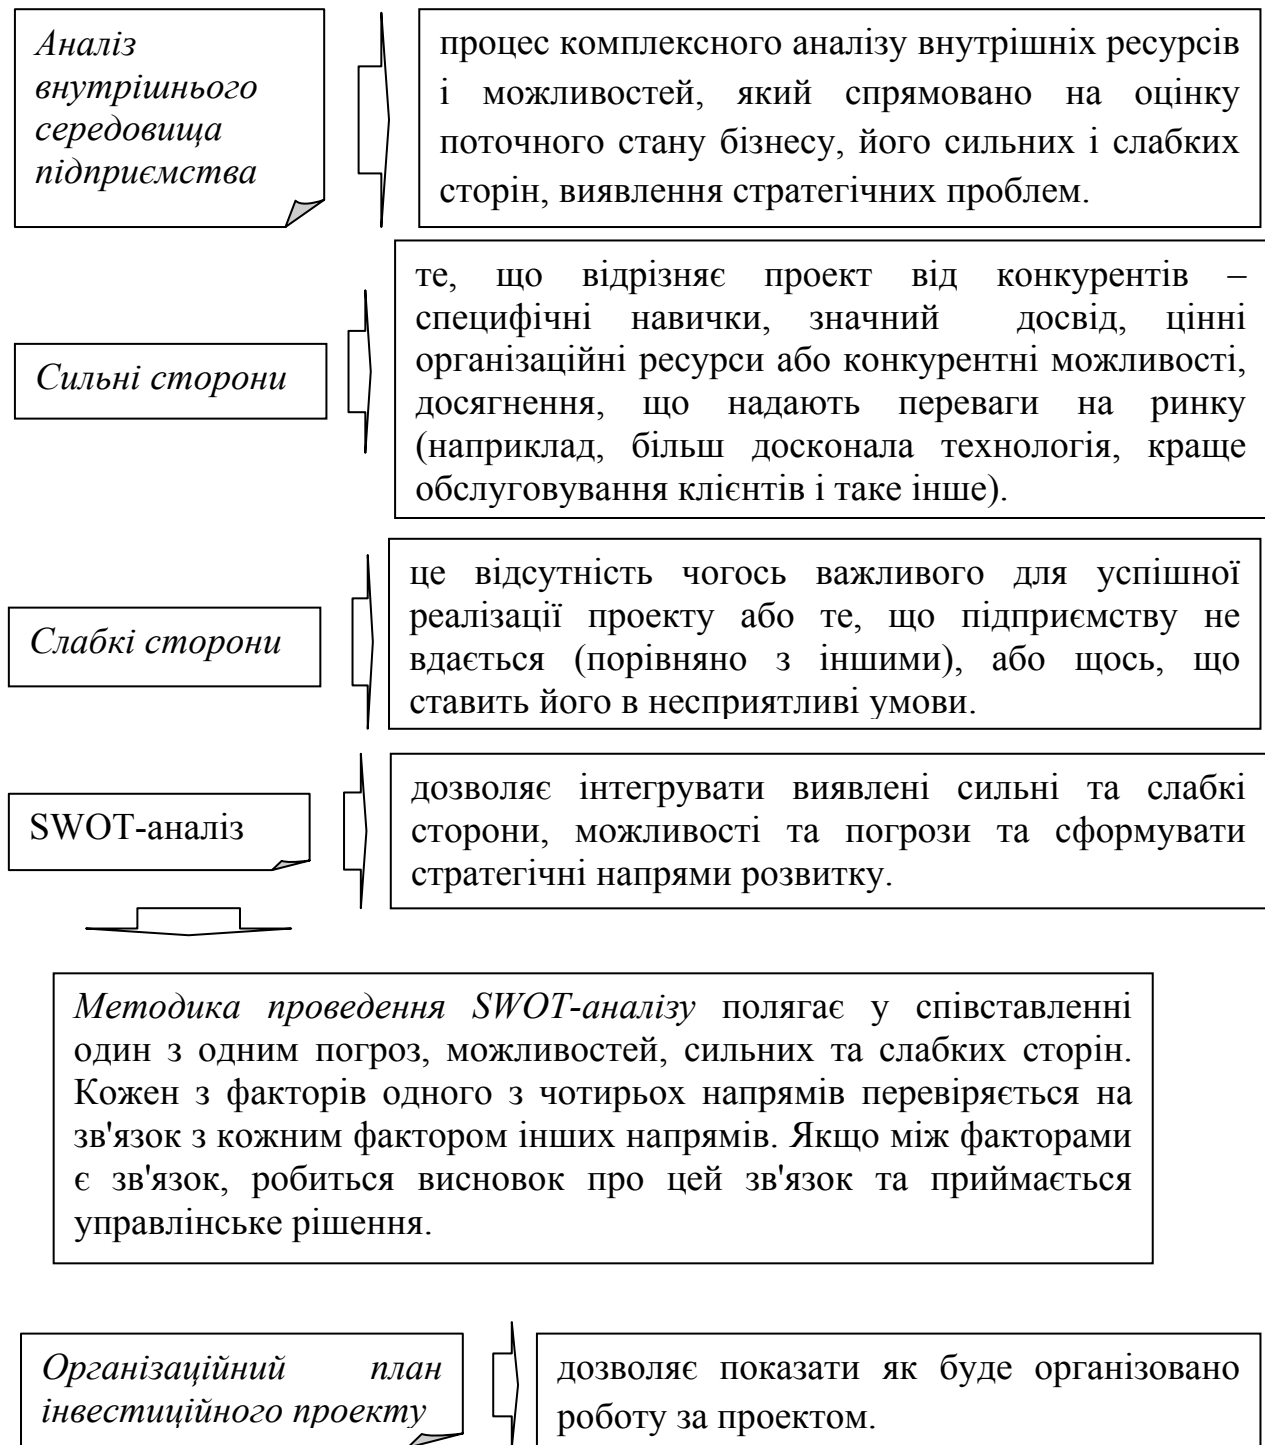 Аналіз
внутрішнього
середовища
підприємства
процес комплексного аналізу внутрішніх ресурсів
і можливостей, який спрямовано на оцінку
поточного стану бізнесу, його сильних і слабких
сторін, виявлення стратегічних проблем.
Сильні сторони
те, що відрізняє проект від конкурентів –
специфічні навички, значний досвід, цінні
організаційні ресурси або конкурентні можливості,
досягнення, що надають переваги на ринку
(наприклад, більш досконала технологія, краще
обслуговування клієнтів і таке інше).
Слабкі сторони
це відсутність чогось важливого для успішної
реалізації проекту або те, що підприємству не
вдається (порівняно з іншими), або щось, що
ставить його в несприятливі умови.
SWOT-аналіз
дозволяє інтегрувати виявлені сильні та слабкі
сторони, можливості та погрози та сформувати
стратегічні напрями розвитку.
Методика проведення SWOT-аналізу полягає у співставленні
один з одним погроз, можливостей, сильних та слабких сторін.
Кожен з факторів одного з чотирьох напрямів перевіряється на
зв'язок з кожним фактором інших напрямів. Якщо між факторами
є зв'язок, робиться висновок про цей зв'язок та приймається
управлінське рішення.
Організаційний план
інвестиційного проекту
дозволяє показати як буде організовано
роботу за проектом.